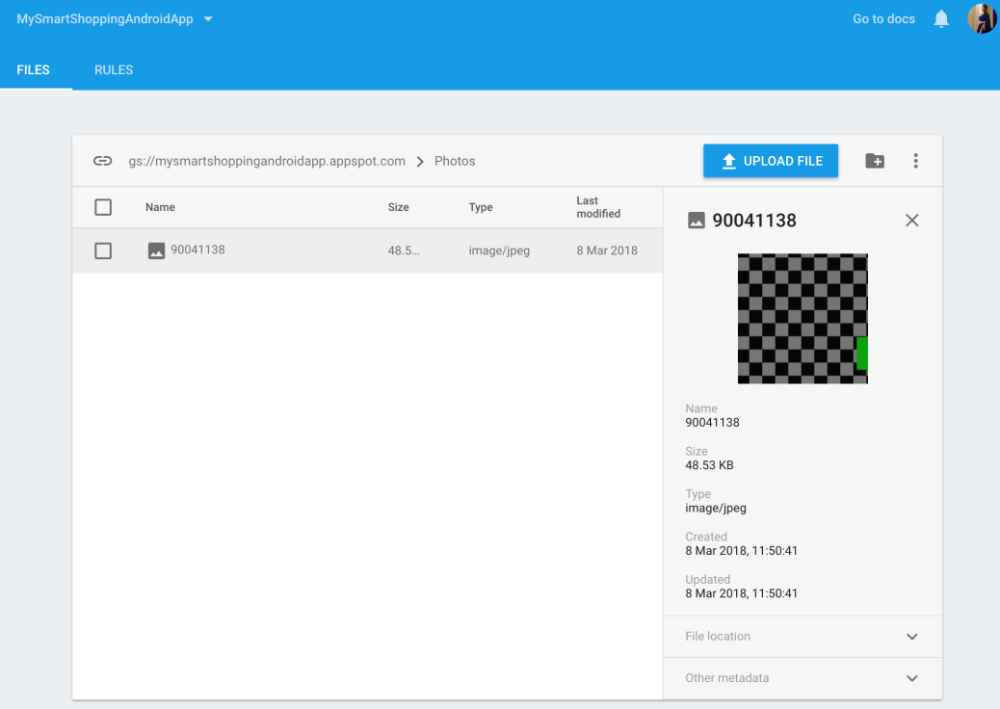 MySmartShoppingAndroidApp
Go to docs
FILES
RULES
gs://mysmartshoppingandroidapp.appspot.com
Photos
UPLOAD FILE
Name
Size
Type
Last
modified
90041138
48.5...
image/jpeg
8 Mar 2018
90041138
Name
90041138
Size
48.53 KB
Type
image/jpeg
Created
8 Mar 2018, 11:50:41
Updated
8 Mar 2018, 11:50:41
File location
Other metadata